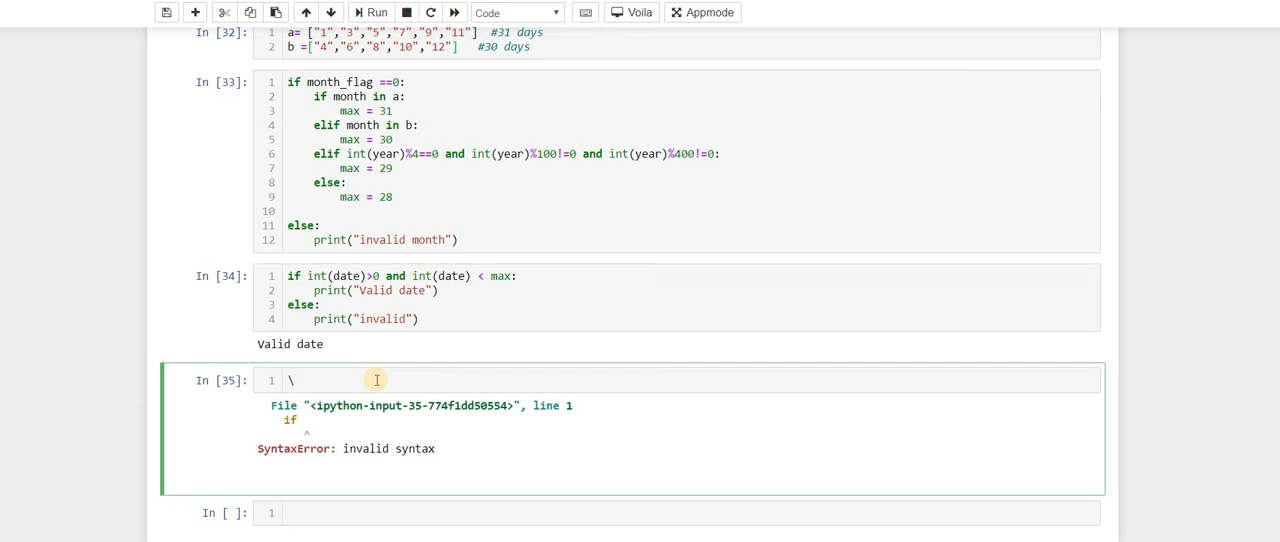 Run Code Voila Appmode
In [32]: 1 a= ["1","3","5","7","9","11"] #31 days
2 b =["4","6","8","10","12"] #30 days
In [33]: 1 if month_flag ==0:
2 if month in a:
3 max = 31
4 elif month in b:
5 max = 30
6 elif int(year)%4==0 and int(year)%100!=0 and int(year)%400!=0:
7 max = 29
8 else:
9 max = 28
10
11 else:
12 print("invalid month")
In [34]: 1 if int(date)>0 and int(date) < max:
2 print("Valid date")
3 else:
4 print("invalid")
Valid date
In [35]: 1 \
File "<ipython-input-35-774f1dd50554>", line 1
if
^
SyntaxError: invalid syntax
In [ ]: 1